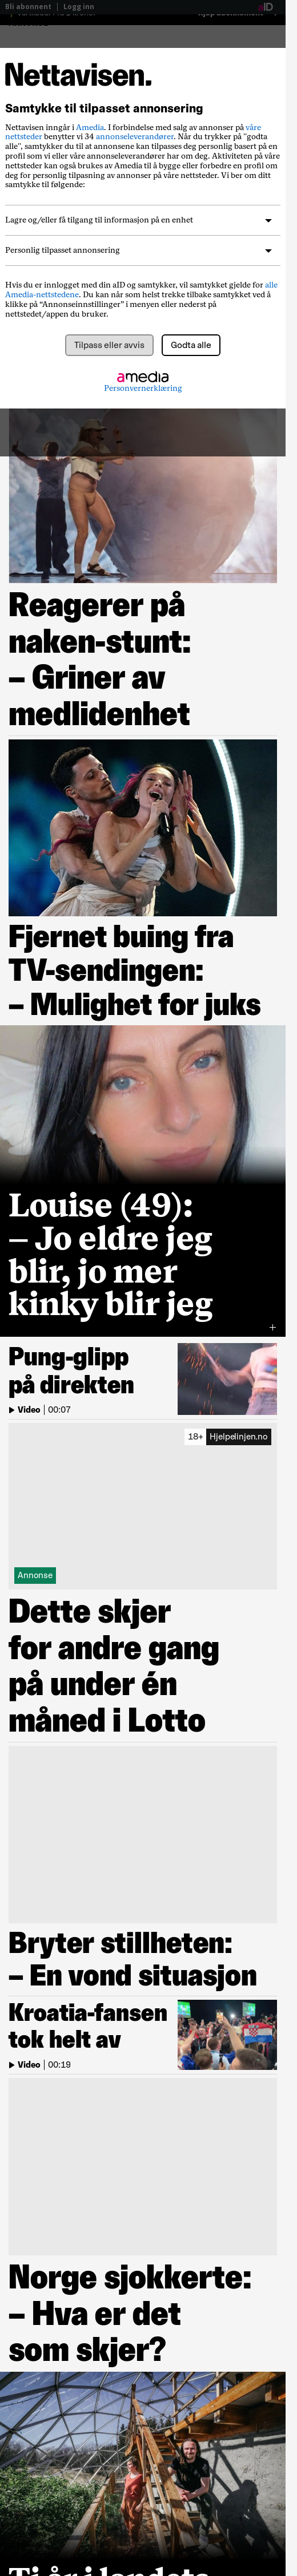 Bli abonnent | Logg inn
aID
Nettavisen.
Samtykke til tilpasset annonsering
Nettavisen inngår i Amedia. I forbindelse med salg av annonser på våre
nettsteder benytter vi 34 annonseleverandører. Når du trykker på "godta
alle", samtykker du til at annonsene kan tilpasses deg personlig basert på en
profil som vi eller våre annonseleverandører har om deg. Aktiviteten på våre
nettsteder kan også brukes av Amedia til å bygge eller forbedre en profil om
deg for personlig tilpasning av annonser på våre nettsteder. Vi ber om ditt
samtykke til følgende:
Lagre og/eller få tilgang til informasjon på en enhet
Personlig tilpasset annonsering
Hvis du er innlogget med din aID og samtykker, vil samtykket gjelde for alle
Amedia-nettstedene. Du kan når som helst trekke tilbake samtykket ved å
klikke på “Annonseinnstillinger” i menyen eller nederst på
nettstedet/appen du bruker.
Tilpass eller avvis
Godta alle
amedia
Personvernerklæring
Reagerer på
naken-stunt:
– Griner av
medlidenhet
Fjernet buing fra
TV-sendingen:
– Mulighet for juks
Louise (49):
– Jo eldre jeg
blir, jo mer
kinky blir jeg
Pung-glipp
på direkten
Video | 00:07
18+ Hjelpelinjen.no
Annonse
Dette skjer
for andre gang
på under én
måned i Lotto
Bryter stillheten:
– En vond situasjon
Kroatia-fansen
tok helt av
Video | 00:19
Norge sjokkerte:
– Hva er det
som skjer?
Ti år i landets